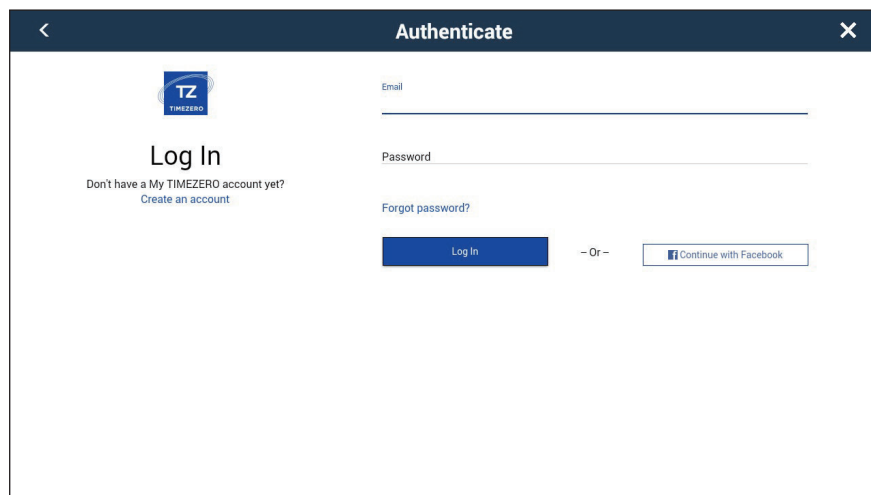 Authenticate
TZ
TIMEZERO
Log In
Don't have a My TIMEZERO account yet?
Create an account
Email
Password
Forgot password?
Log In
– Or –
Continue with Facebook